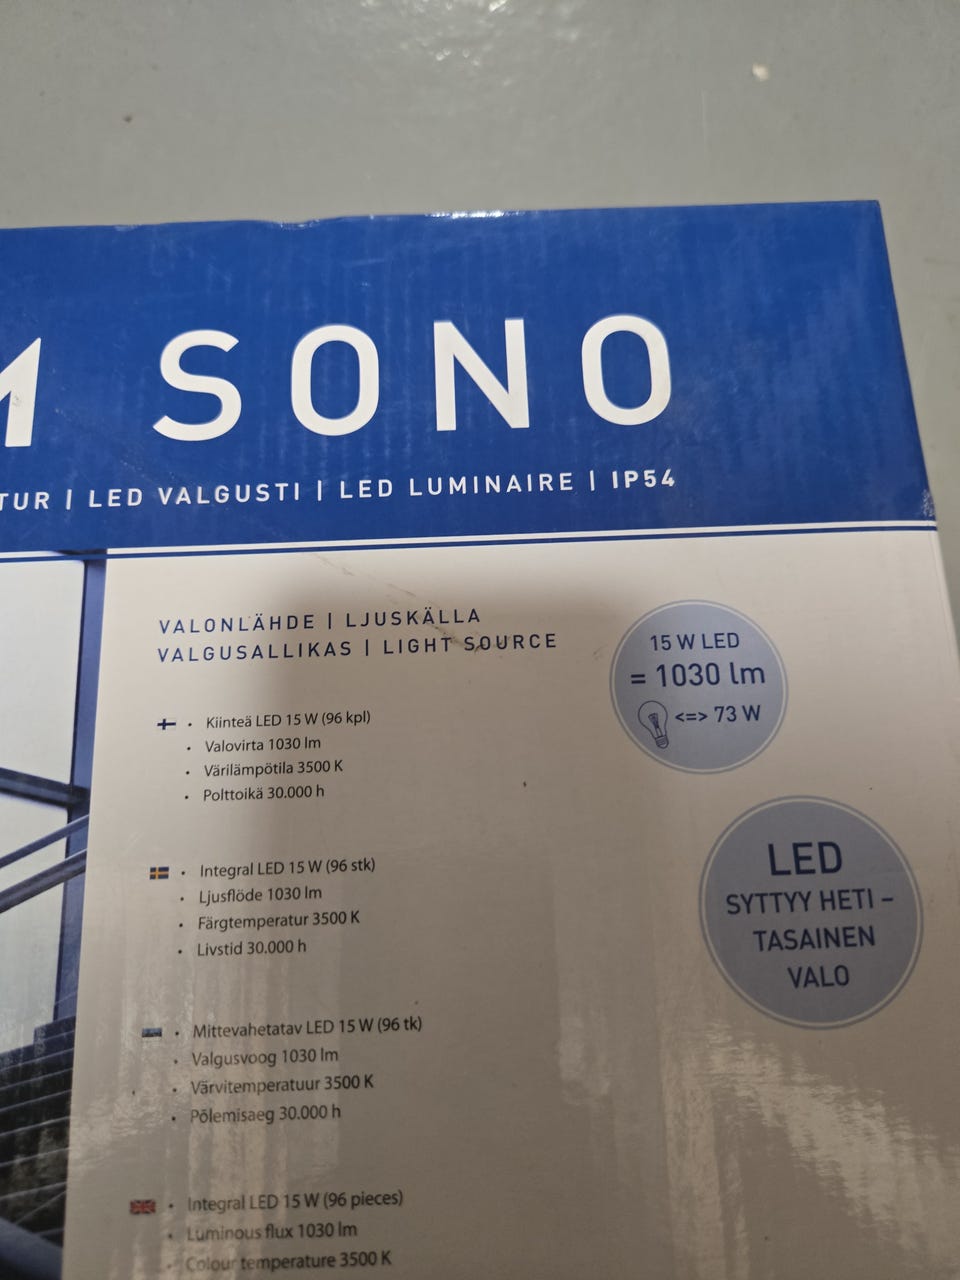 SONO
LED VALGUSTI | LED LUMINAIRE | IP54
VALONLÄHDE | LJUSKÄLLA
VALGUSALLIKAS | LIGHT SOURCE
15 W LED
= 1030 lm
<=> 73 W
Kiinteä LED 15 W (96 kpl)
Valovirta 1030 lm
Värilämpötila 3500 K
Polttoikä 30.000 h
LED
SYTTYY HETI –
TASAINEN
VALO
Integral LED 15 W (96 stk)
Ljusflöde 1030 lm
Färgtemperatur 3500 K
Livstid 30.000 h
Mittevahetatav LED 15 W (96 tk)
Valgusvoog 1030 lm
Värvitemperatuur 3500 K
Põlemisaeg 30.000 h
Integral LED 15 W (96 pieces)
Luminous flux 1030 lm
Colour temperature 3500 K